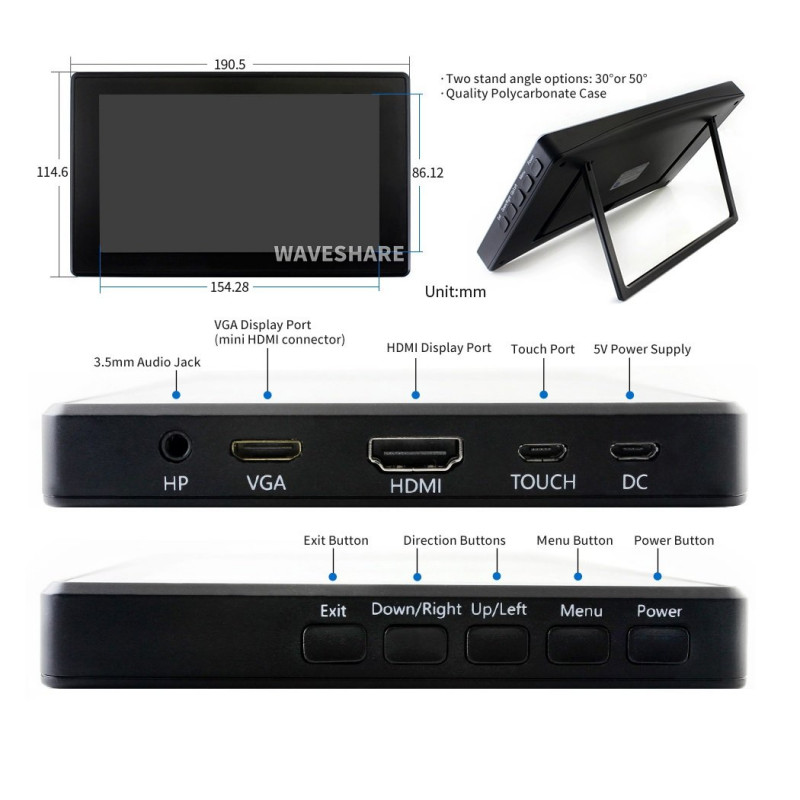 190.5
· Two stand angle options: 30°or 50°
· Quality Polycarbonate Case
114.6
86.12
WAVESHARE
154.28
Unit:mm
VGA Display Port
(mini HDMI connector)
3.5mm Audio Jack
HDMI Display Port
Touch Port
5V Power Supply
HP
VGA
HDMI
TOUCH
DC
Exit Button
Direction Buttons
Menu Button
Power Button
Exit
Down/Right
Up/Left
Menu
Power